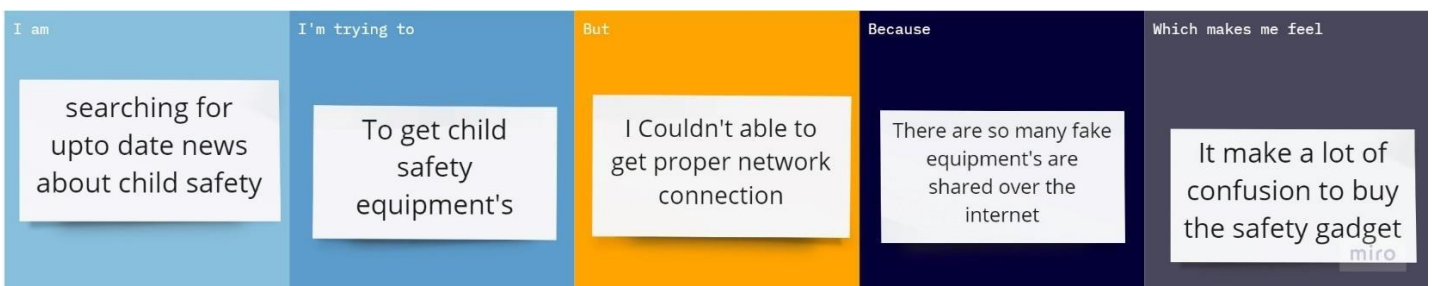 I am
searching for
upto date news
about child safety
I'm trying to
To get child
safety
equipment's
But
I Couldn't able to
get proper network
connection
Because
There are so many fake
equipment's are
shared over the
internet
Which makes me feel
It make a lot of
confusion to buy
the safety gadget
miro